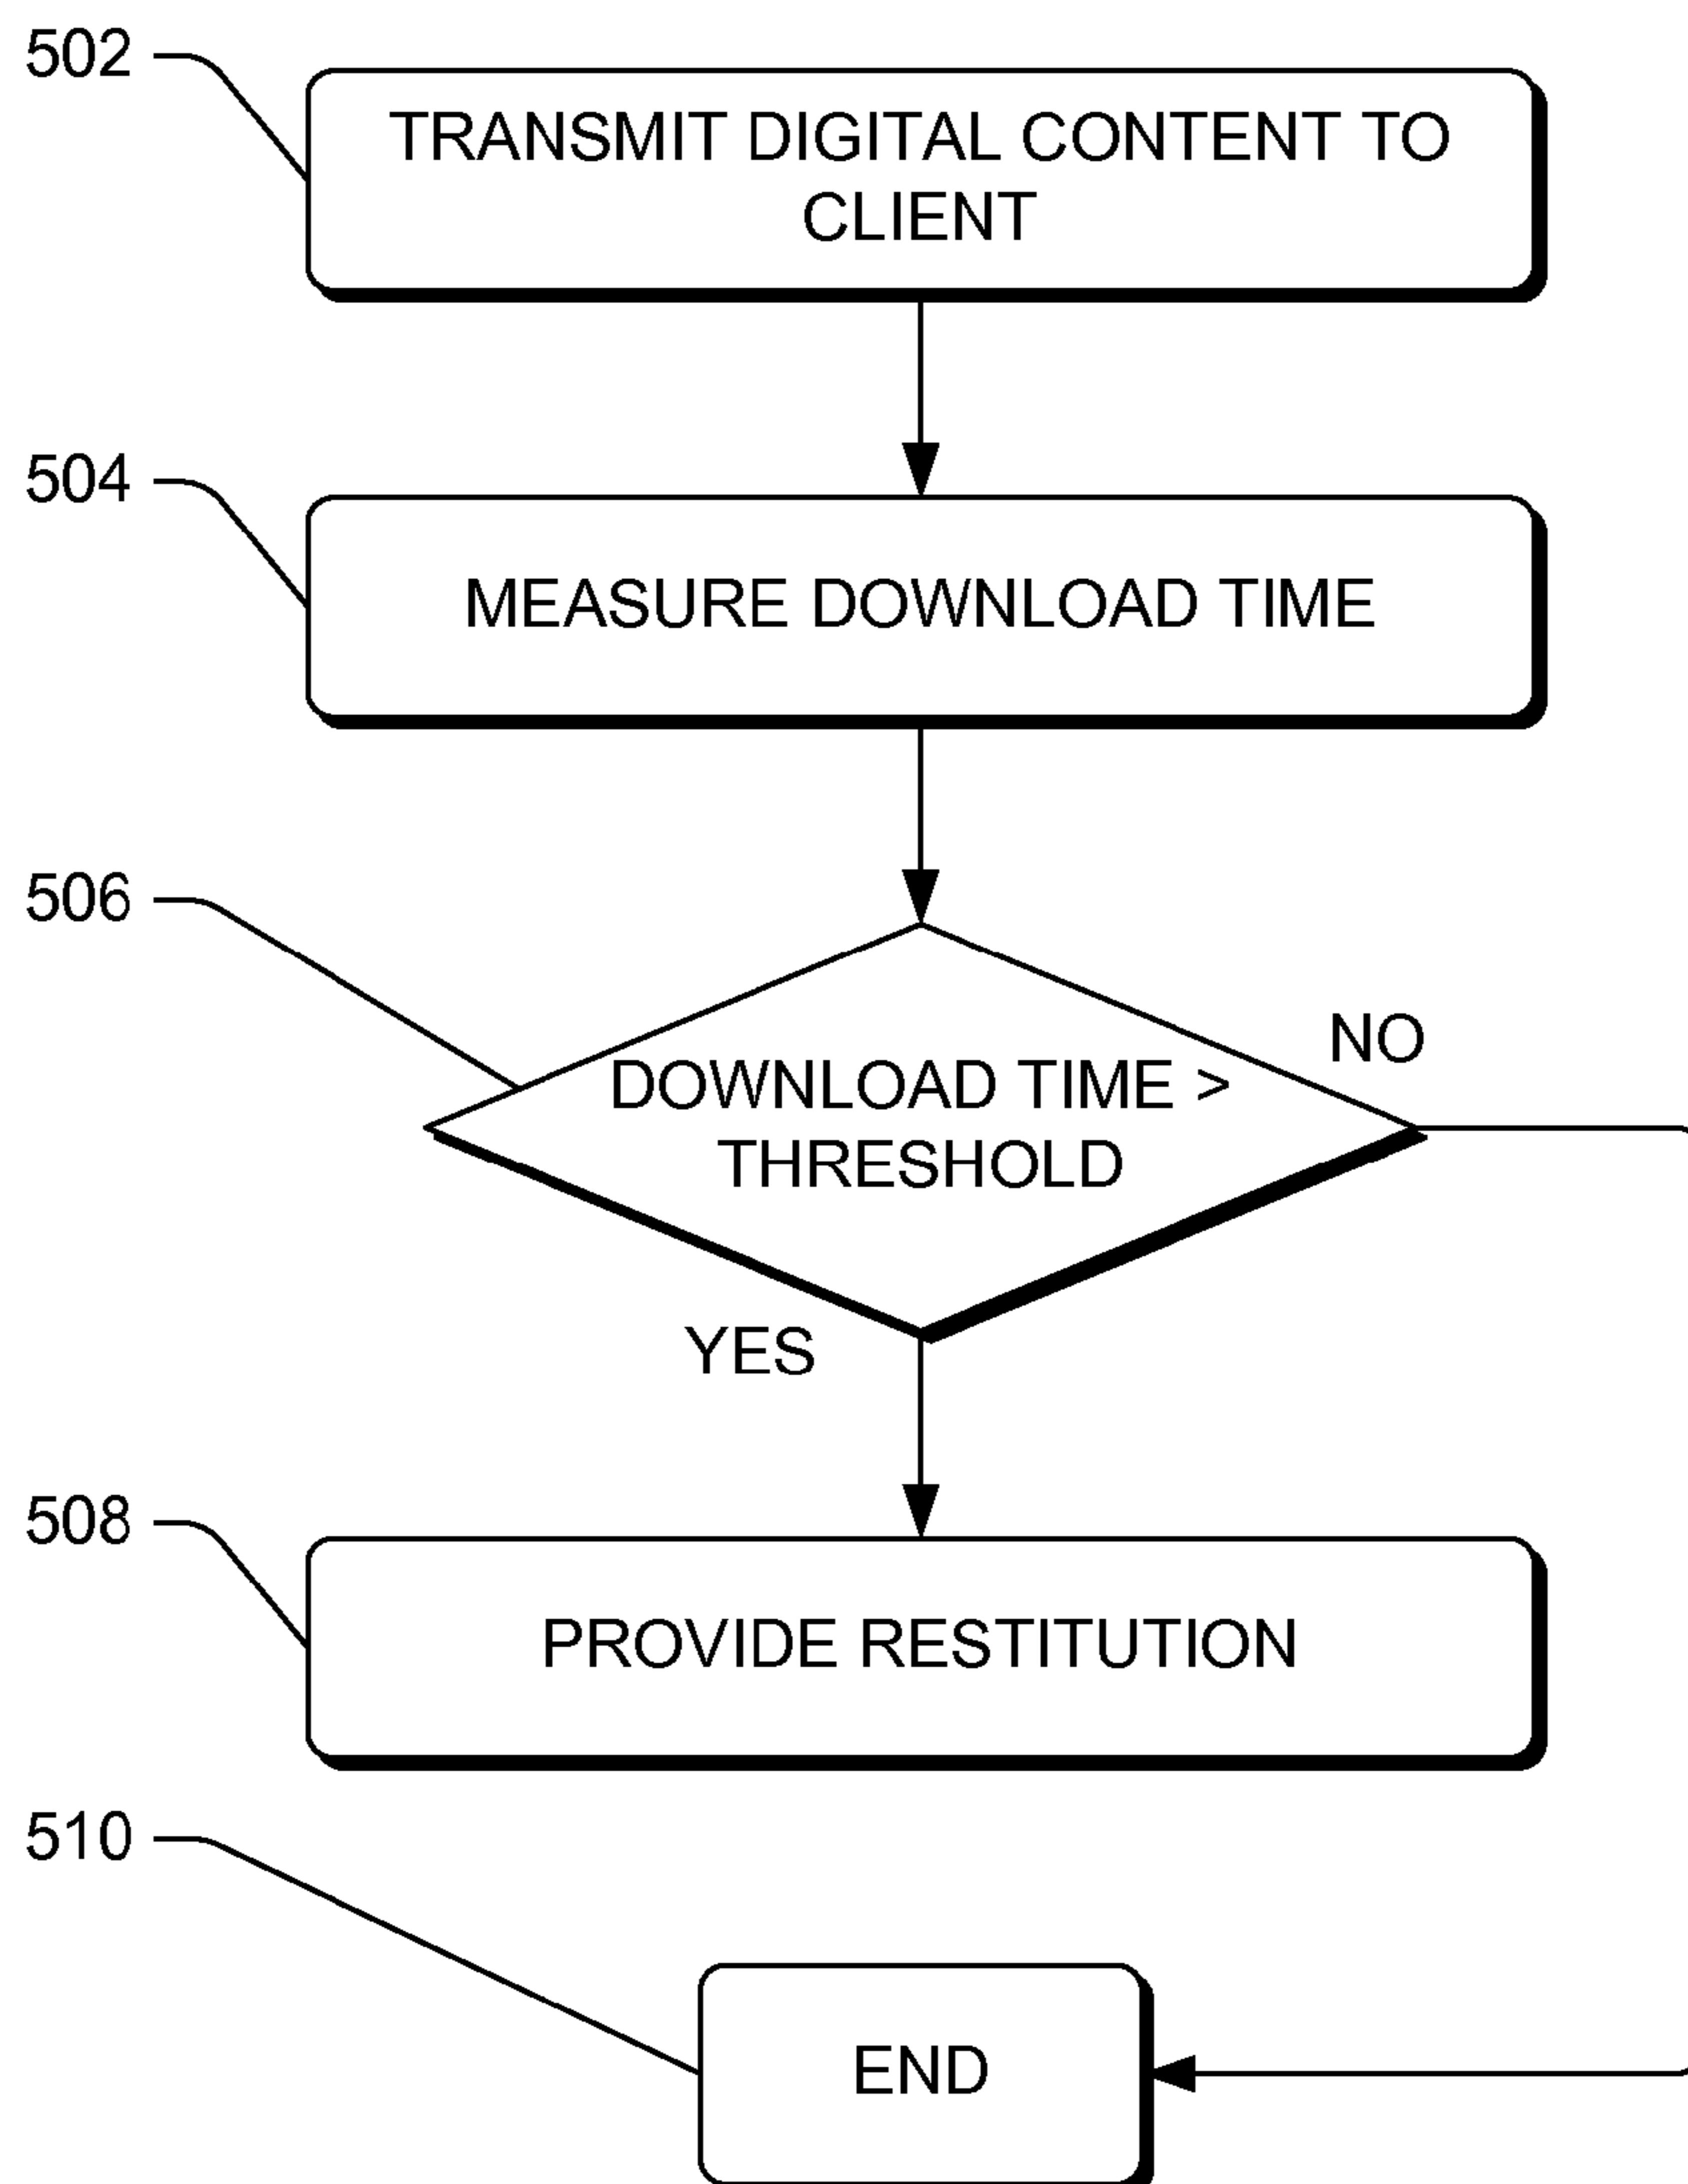 502
TRANSMIT DIGITAL CONTENT TO
CLIENT
504
MEASURE DOWNLOAD TIME
506
NO
DOWNLOAD TIME >
THRESHOLD
YES
508
PROVIDE RESTITUTION
510
END